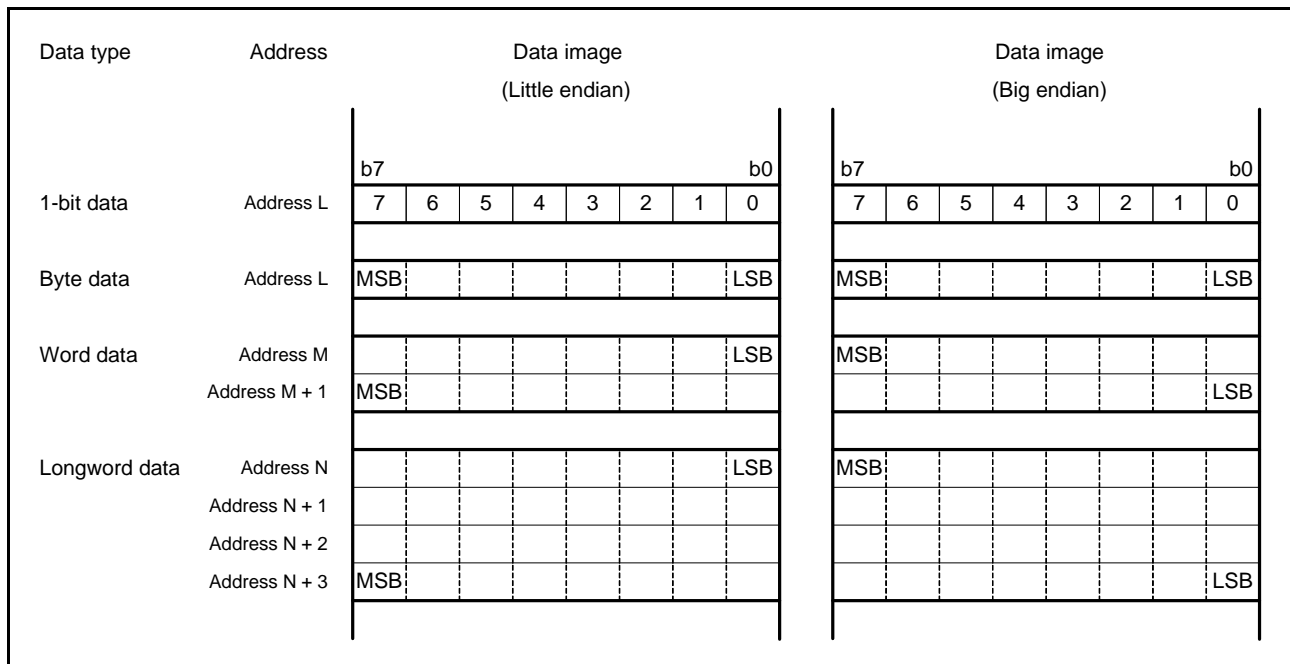 Data type Address Data image Data image
(Little endian) (Big endian)
b7 b0 b7 b0
1-bit data Address L 7 6 5 4 3 2 1 0 7 6 5 4 3 2 1 0
Byte data Address L MSB LSB MSB LSB
Word data Address M LSB MSB
Address M + 1 MSB LSB
Longword data Address N LSB MSB
Address N + 1
Address N + 2
Address N + 3 MSB LSB